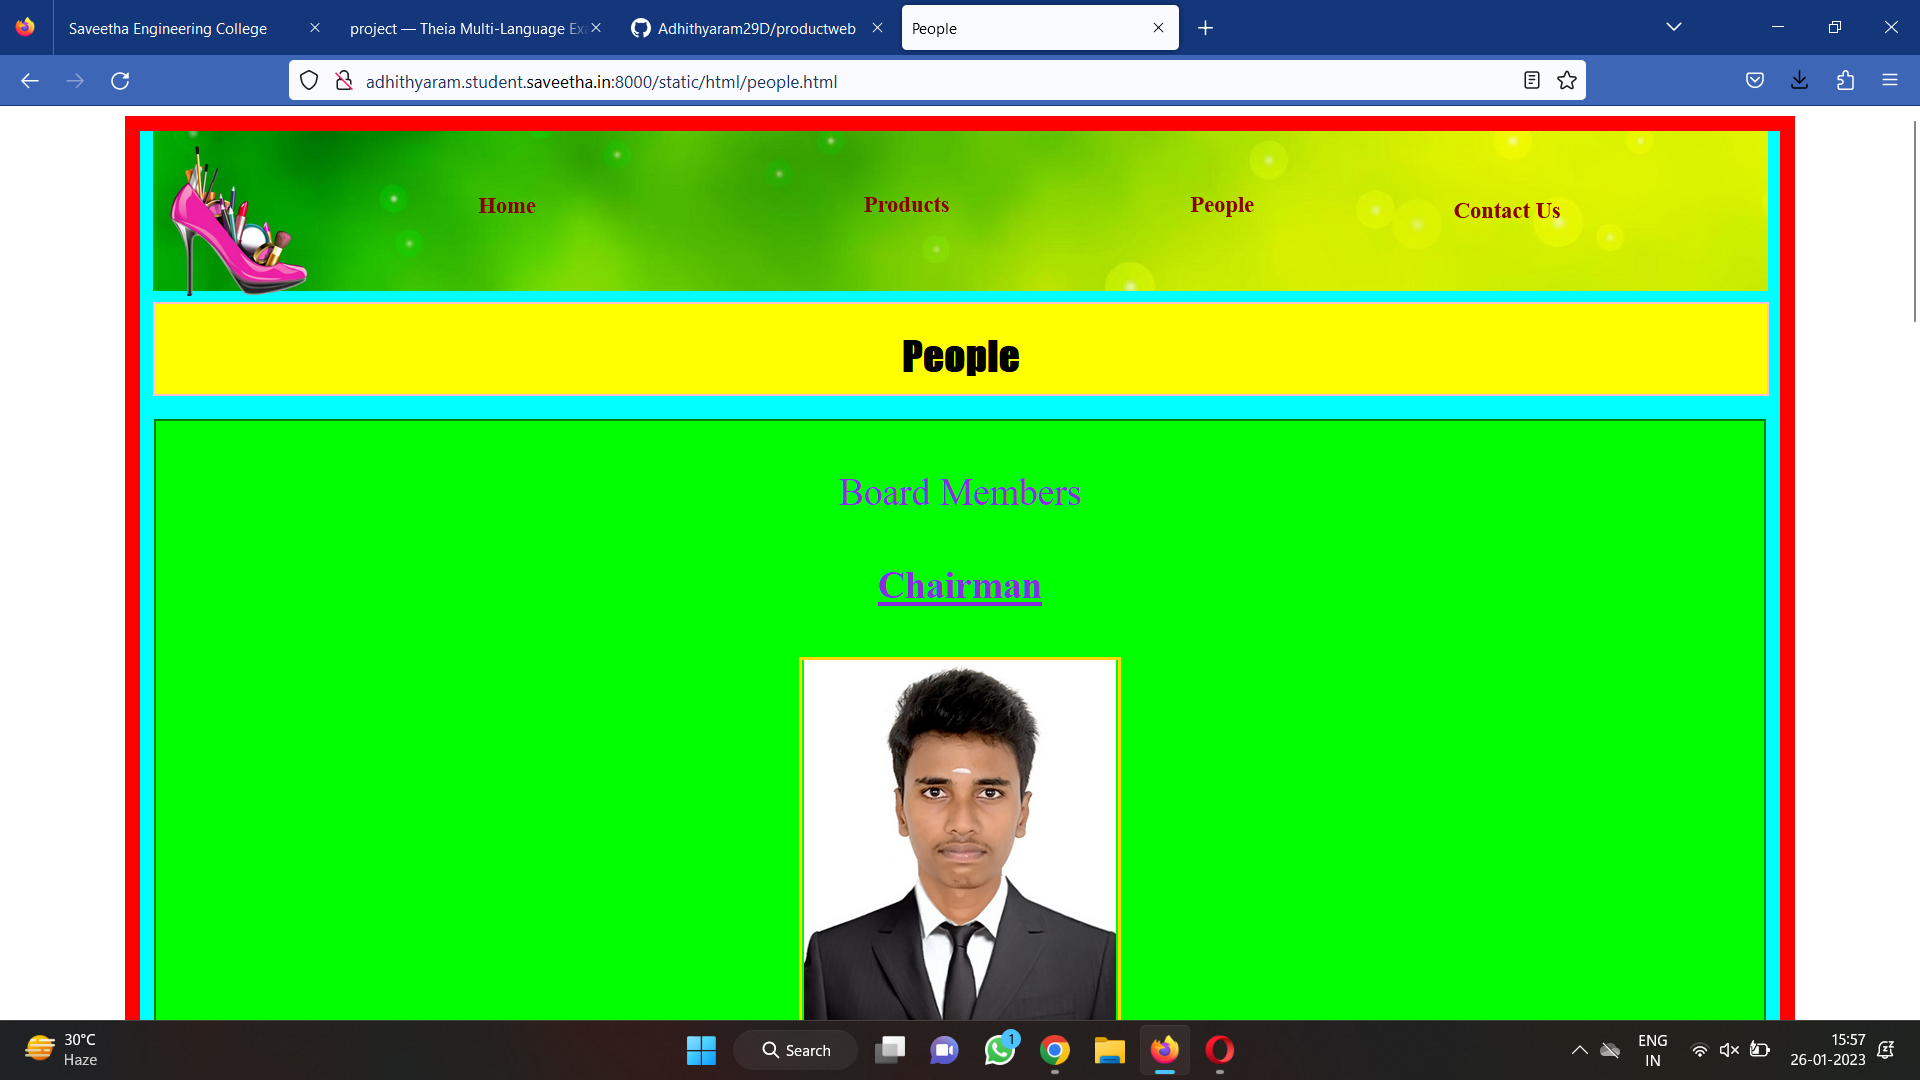 Saveetha Engineering College
project — Theia Multi-Language Ex
Adhithyaram29D/productweb
People
adhithyaram.student.saveetha.in:8000/static/html/people.html
Home
Products
People
Contact Us
People
Board Members
Chairman
30°C
Haze
Search
1
ENG
IN
15:57
26-01-2023